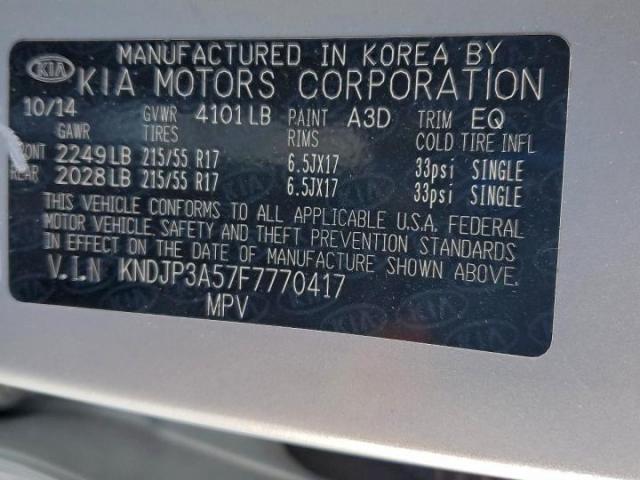 KIA
MANUFACTURED IN KOREA BY
KIA MOTORS CORPORATION
10/14 GVWR 4101 LB PAINT A3D TRIM EQ
GAWR TIRES RIMS COLD TIRE INFL
FRONT 2249 LB 215/55 R17 6.5JX17 33psi SINGLE
REAR 2028 LB 215/55 R17 6.5JX17 33psi SINGLE
THIS VEHICLE CONFORMS TO ALL APPLICABLE U.S.A. FEDERAL
MOTOR VEHICLE SAFETY AND THEFT PREVENTION STANDARDS
IN EFFECT ON THE DATE OF MANUFACTURE SHOWN ABOVE.
V.I.N KNDJP3A57F7770417
MPV